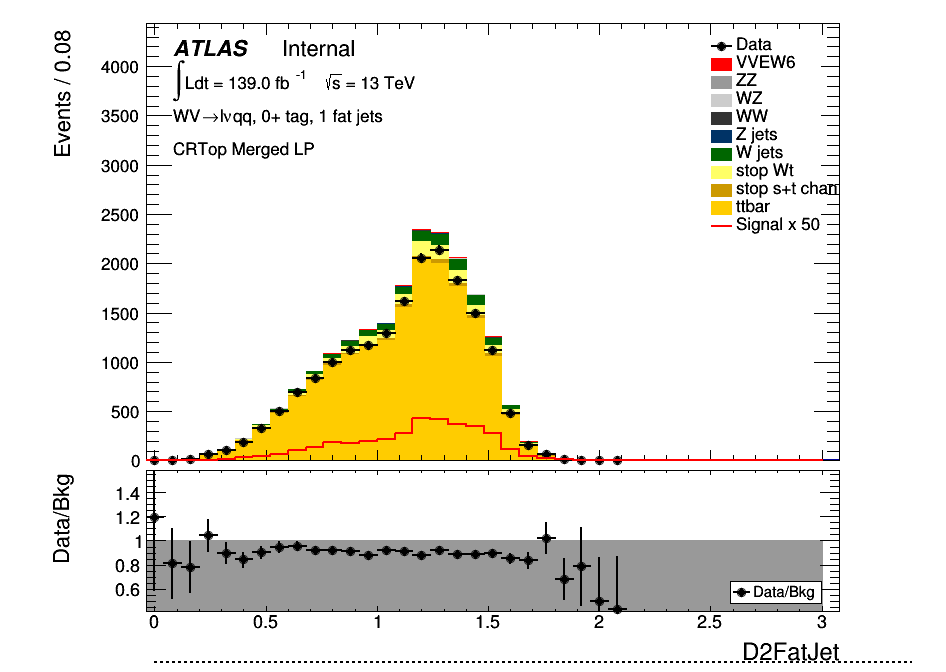 ATLAS Internal
∫Ldt = 139.0 fb⁻¹ √s = 13 TeV
WV→lνqq, 0+ tag, 1 fat jets
CRTop Merged LP
Data
VVEW6
ZZ
WZ
WW
Z jets
W jets
stop Wt
stop s+t chan
ttbar
Signal x 50
Events / 0.08
4000
3500
3000
2500
2000
1500
1000
500
0
Data/Bkg
1.4
1.2
1
0.8
0.6
Data/Bkg
0 0.5 1 1.5 2 2.5 3
D2FatJet